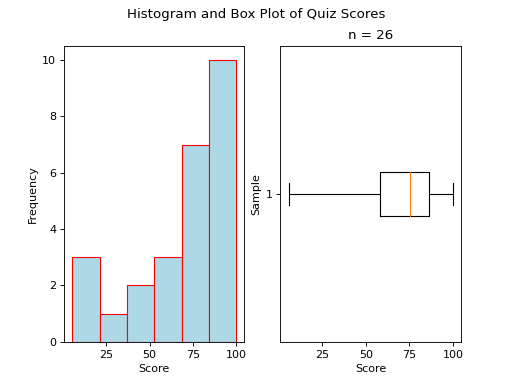 Histogram and Box Plot of Quiz Scores
10
8
6
4
2
0
Frequency
25 50 75 100
Score
n = 26
Sample
1
25 50 75 100
Score